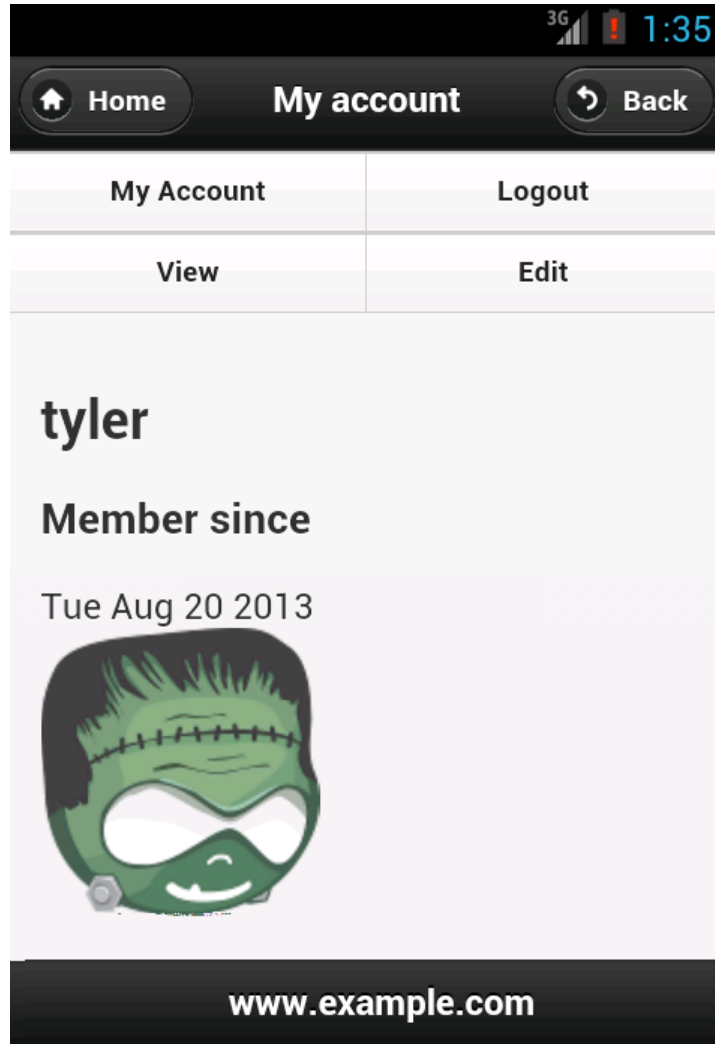 3G 1:35
Home My account Back
My Account Logout
View Edit
tyler
Member since
Tue Aug 20 2013
www.example.com